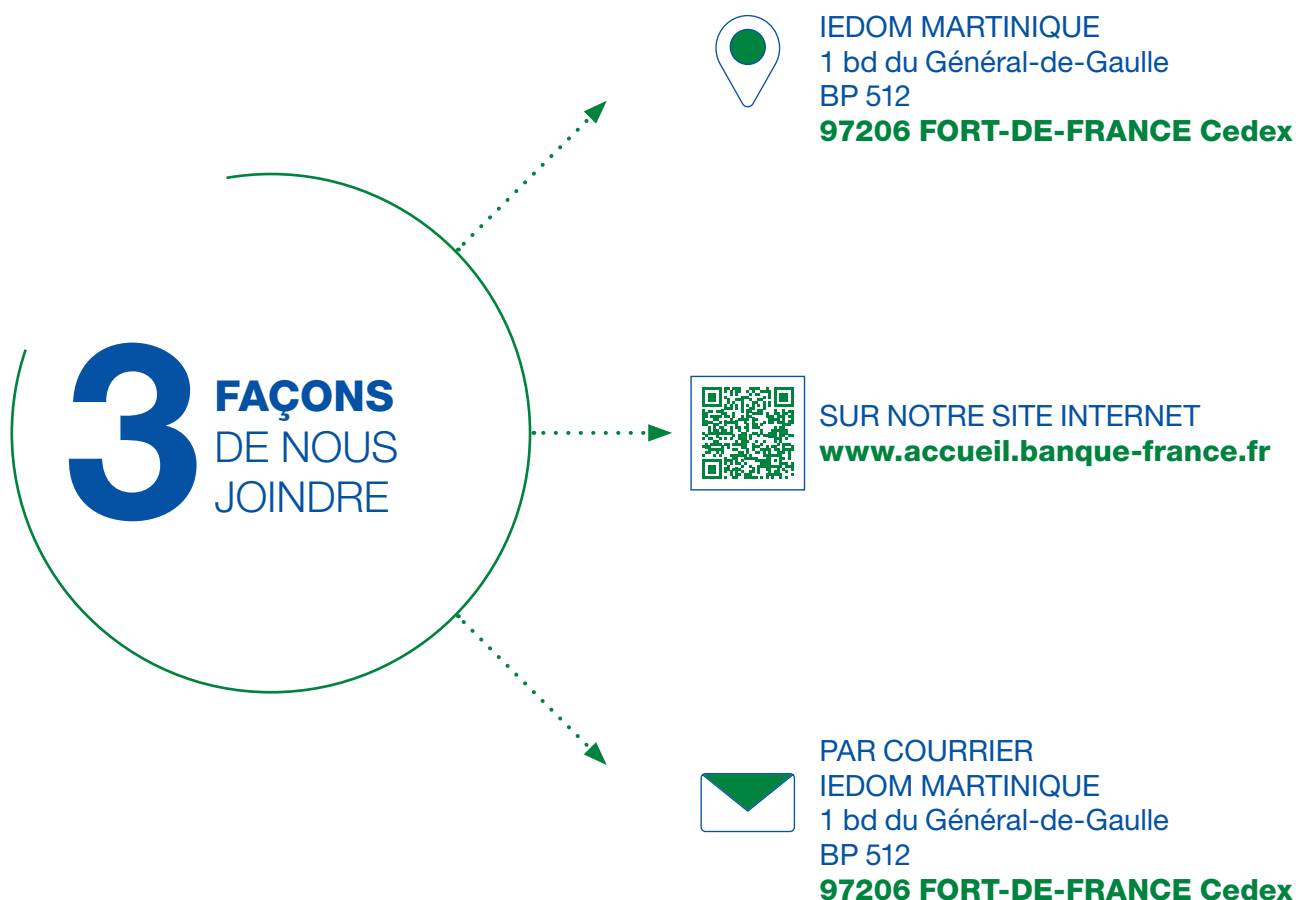 IEDOM MARTINIQUE
1 bd du Général-de-Gaulle
BP 512
97206 FORT-DE-FRANCE Cedex
3
FAÇONS
DE NOUS
JOINDRE
SUR NOTRE SITE INTERNET
www.accueil.banque-france.fr
PAR COURRIER
IEDOM MARTINIQUE
1 bd du Général-de-Gaulle
BP 512
97206 FORT-DE-FRANCE Cedex